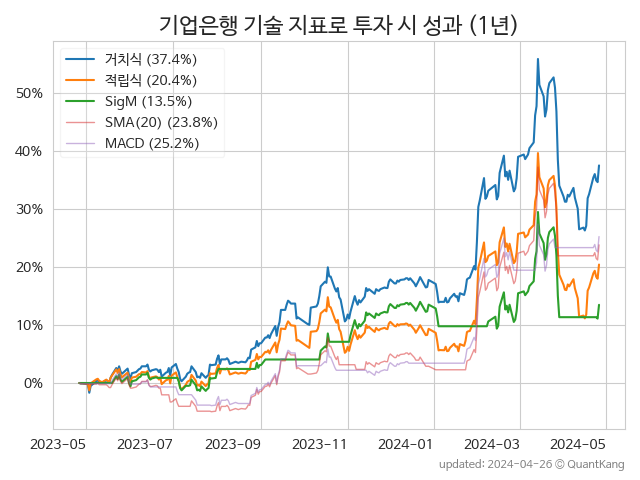 기업은행 기술 지표로 투자 시 성과 (1년)
거치식 (37.4%)
적립식 (20.4%)
SigM (13.5%)
SMA(20) (23.8%)
MACD (25.2%)
50%
40%
30%
20%
10%
0%
2023-05 2023-07 2023-09 2023-11 2024-01 2024-03 2024-05
updated: 2024-04-26 © QuantKang